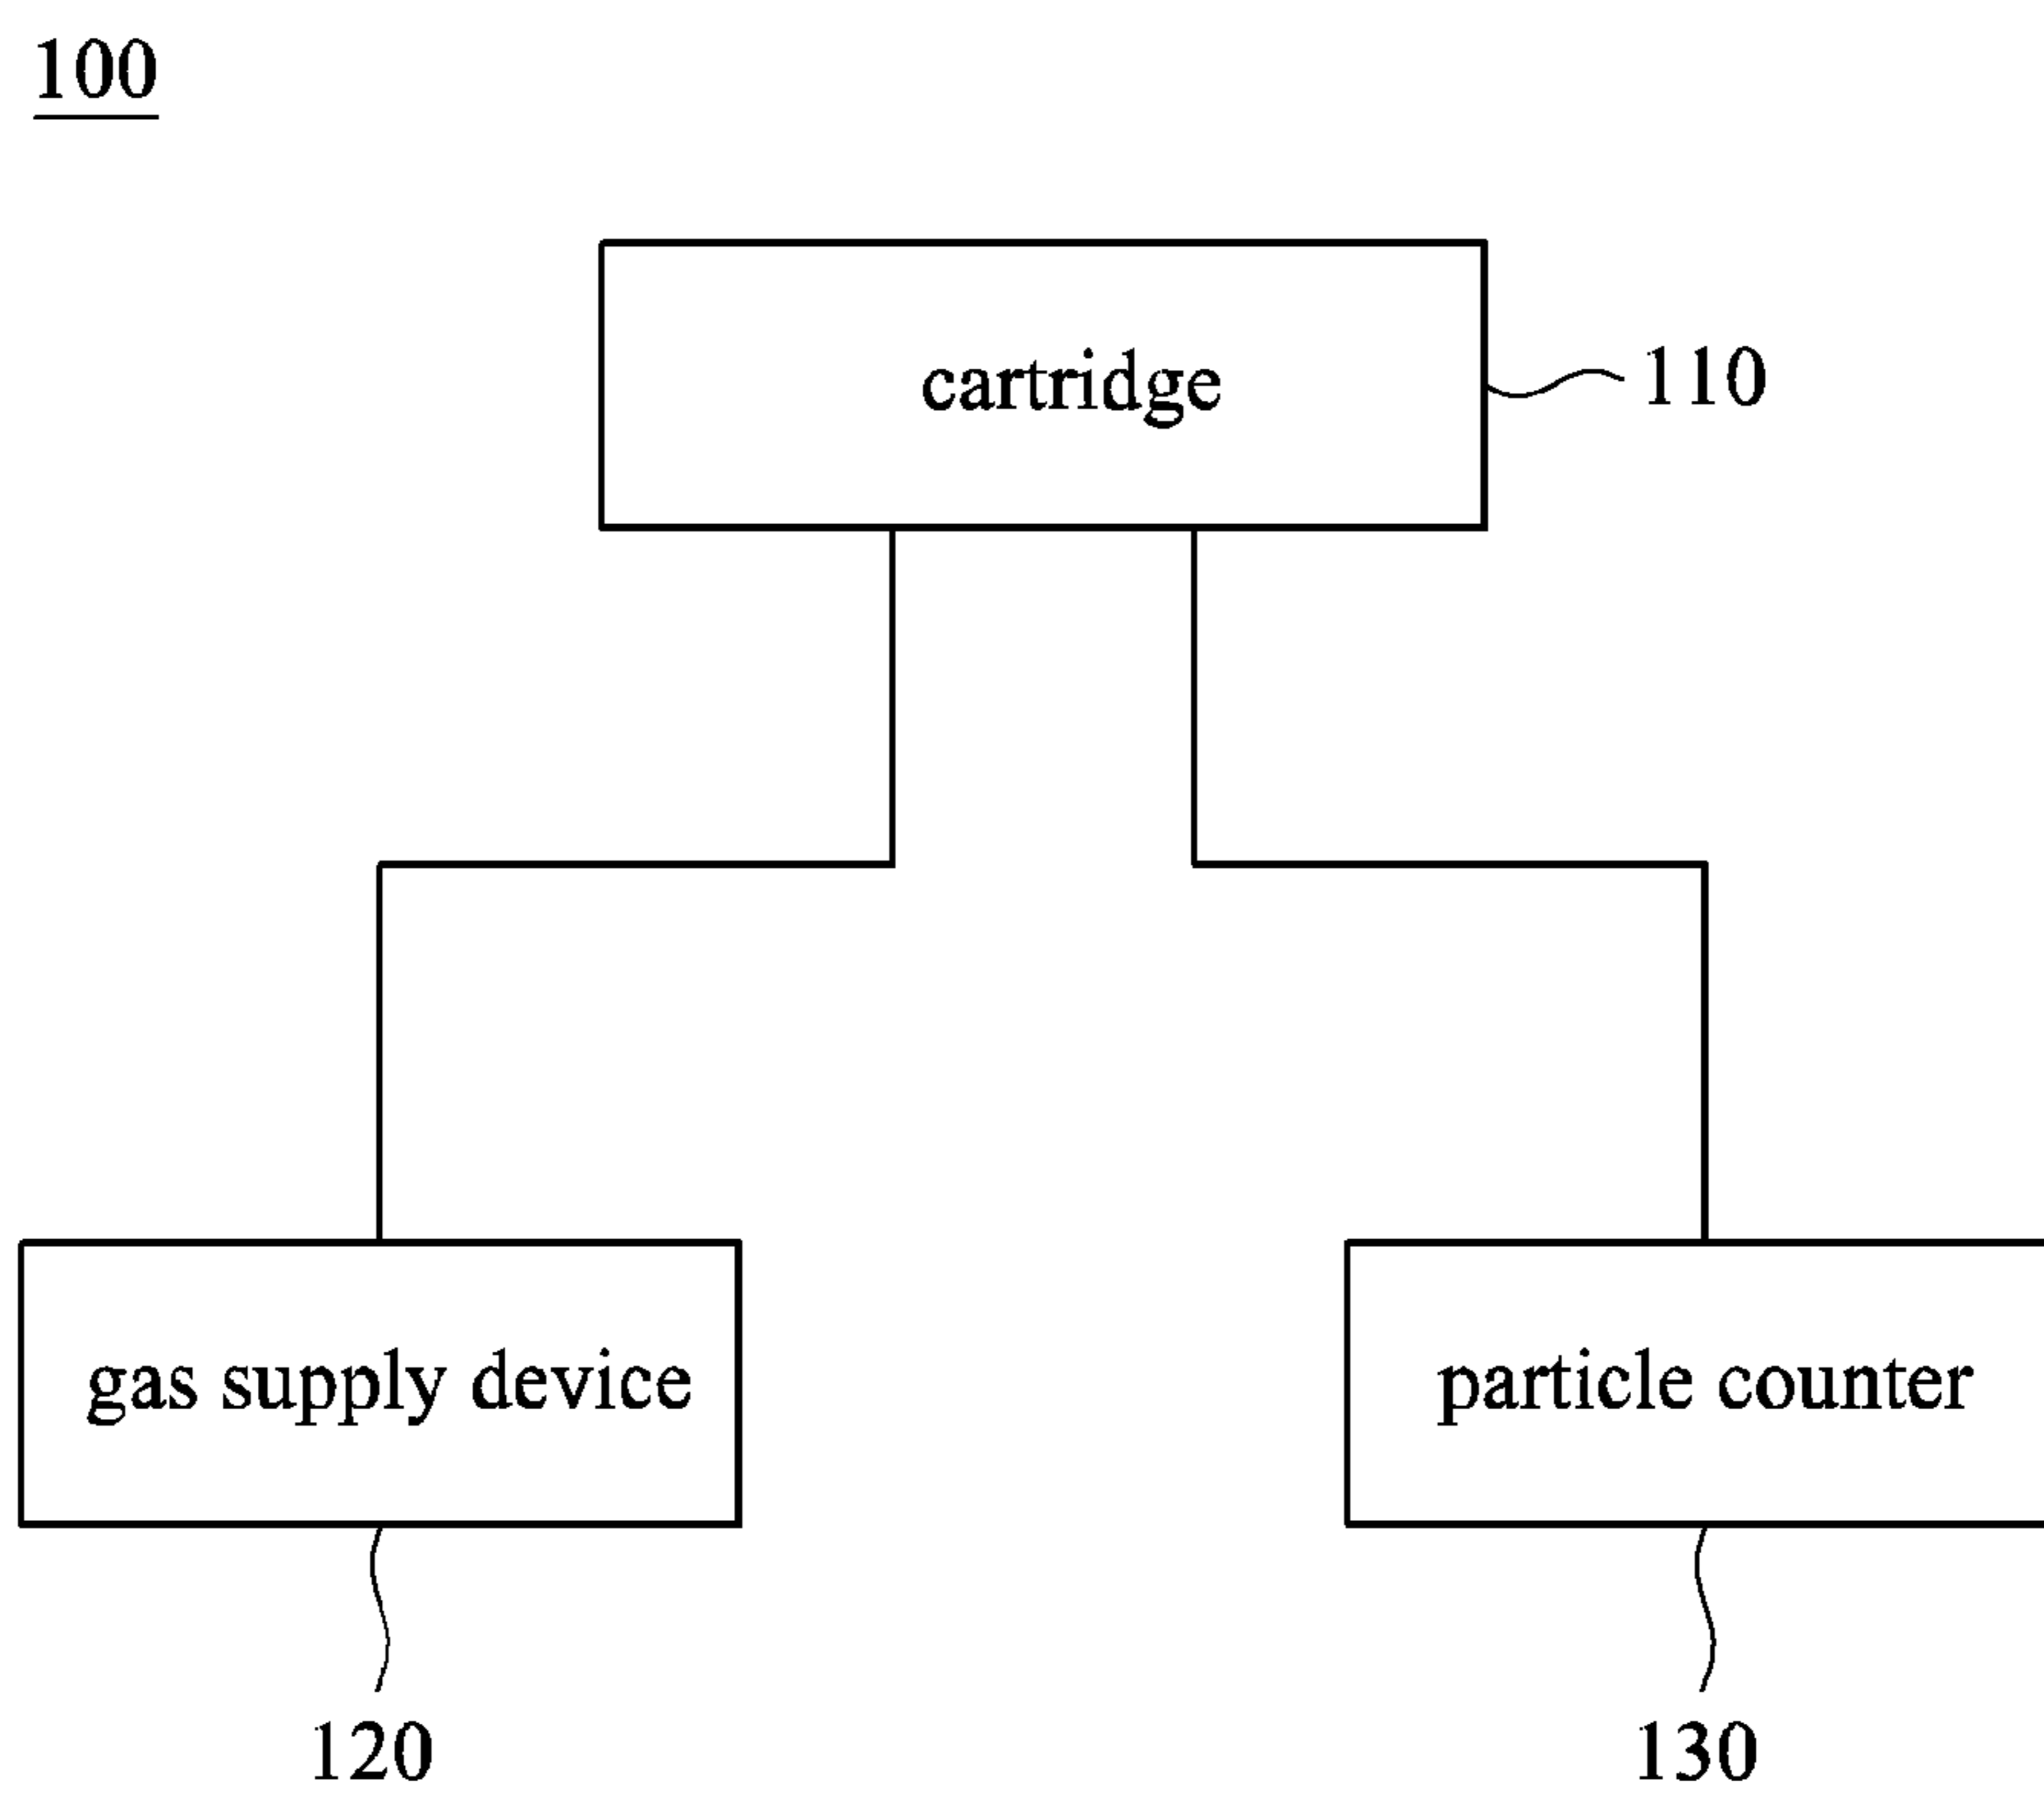 100
cartridge
110
gas supply device
particle counter
120
130